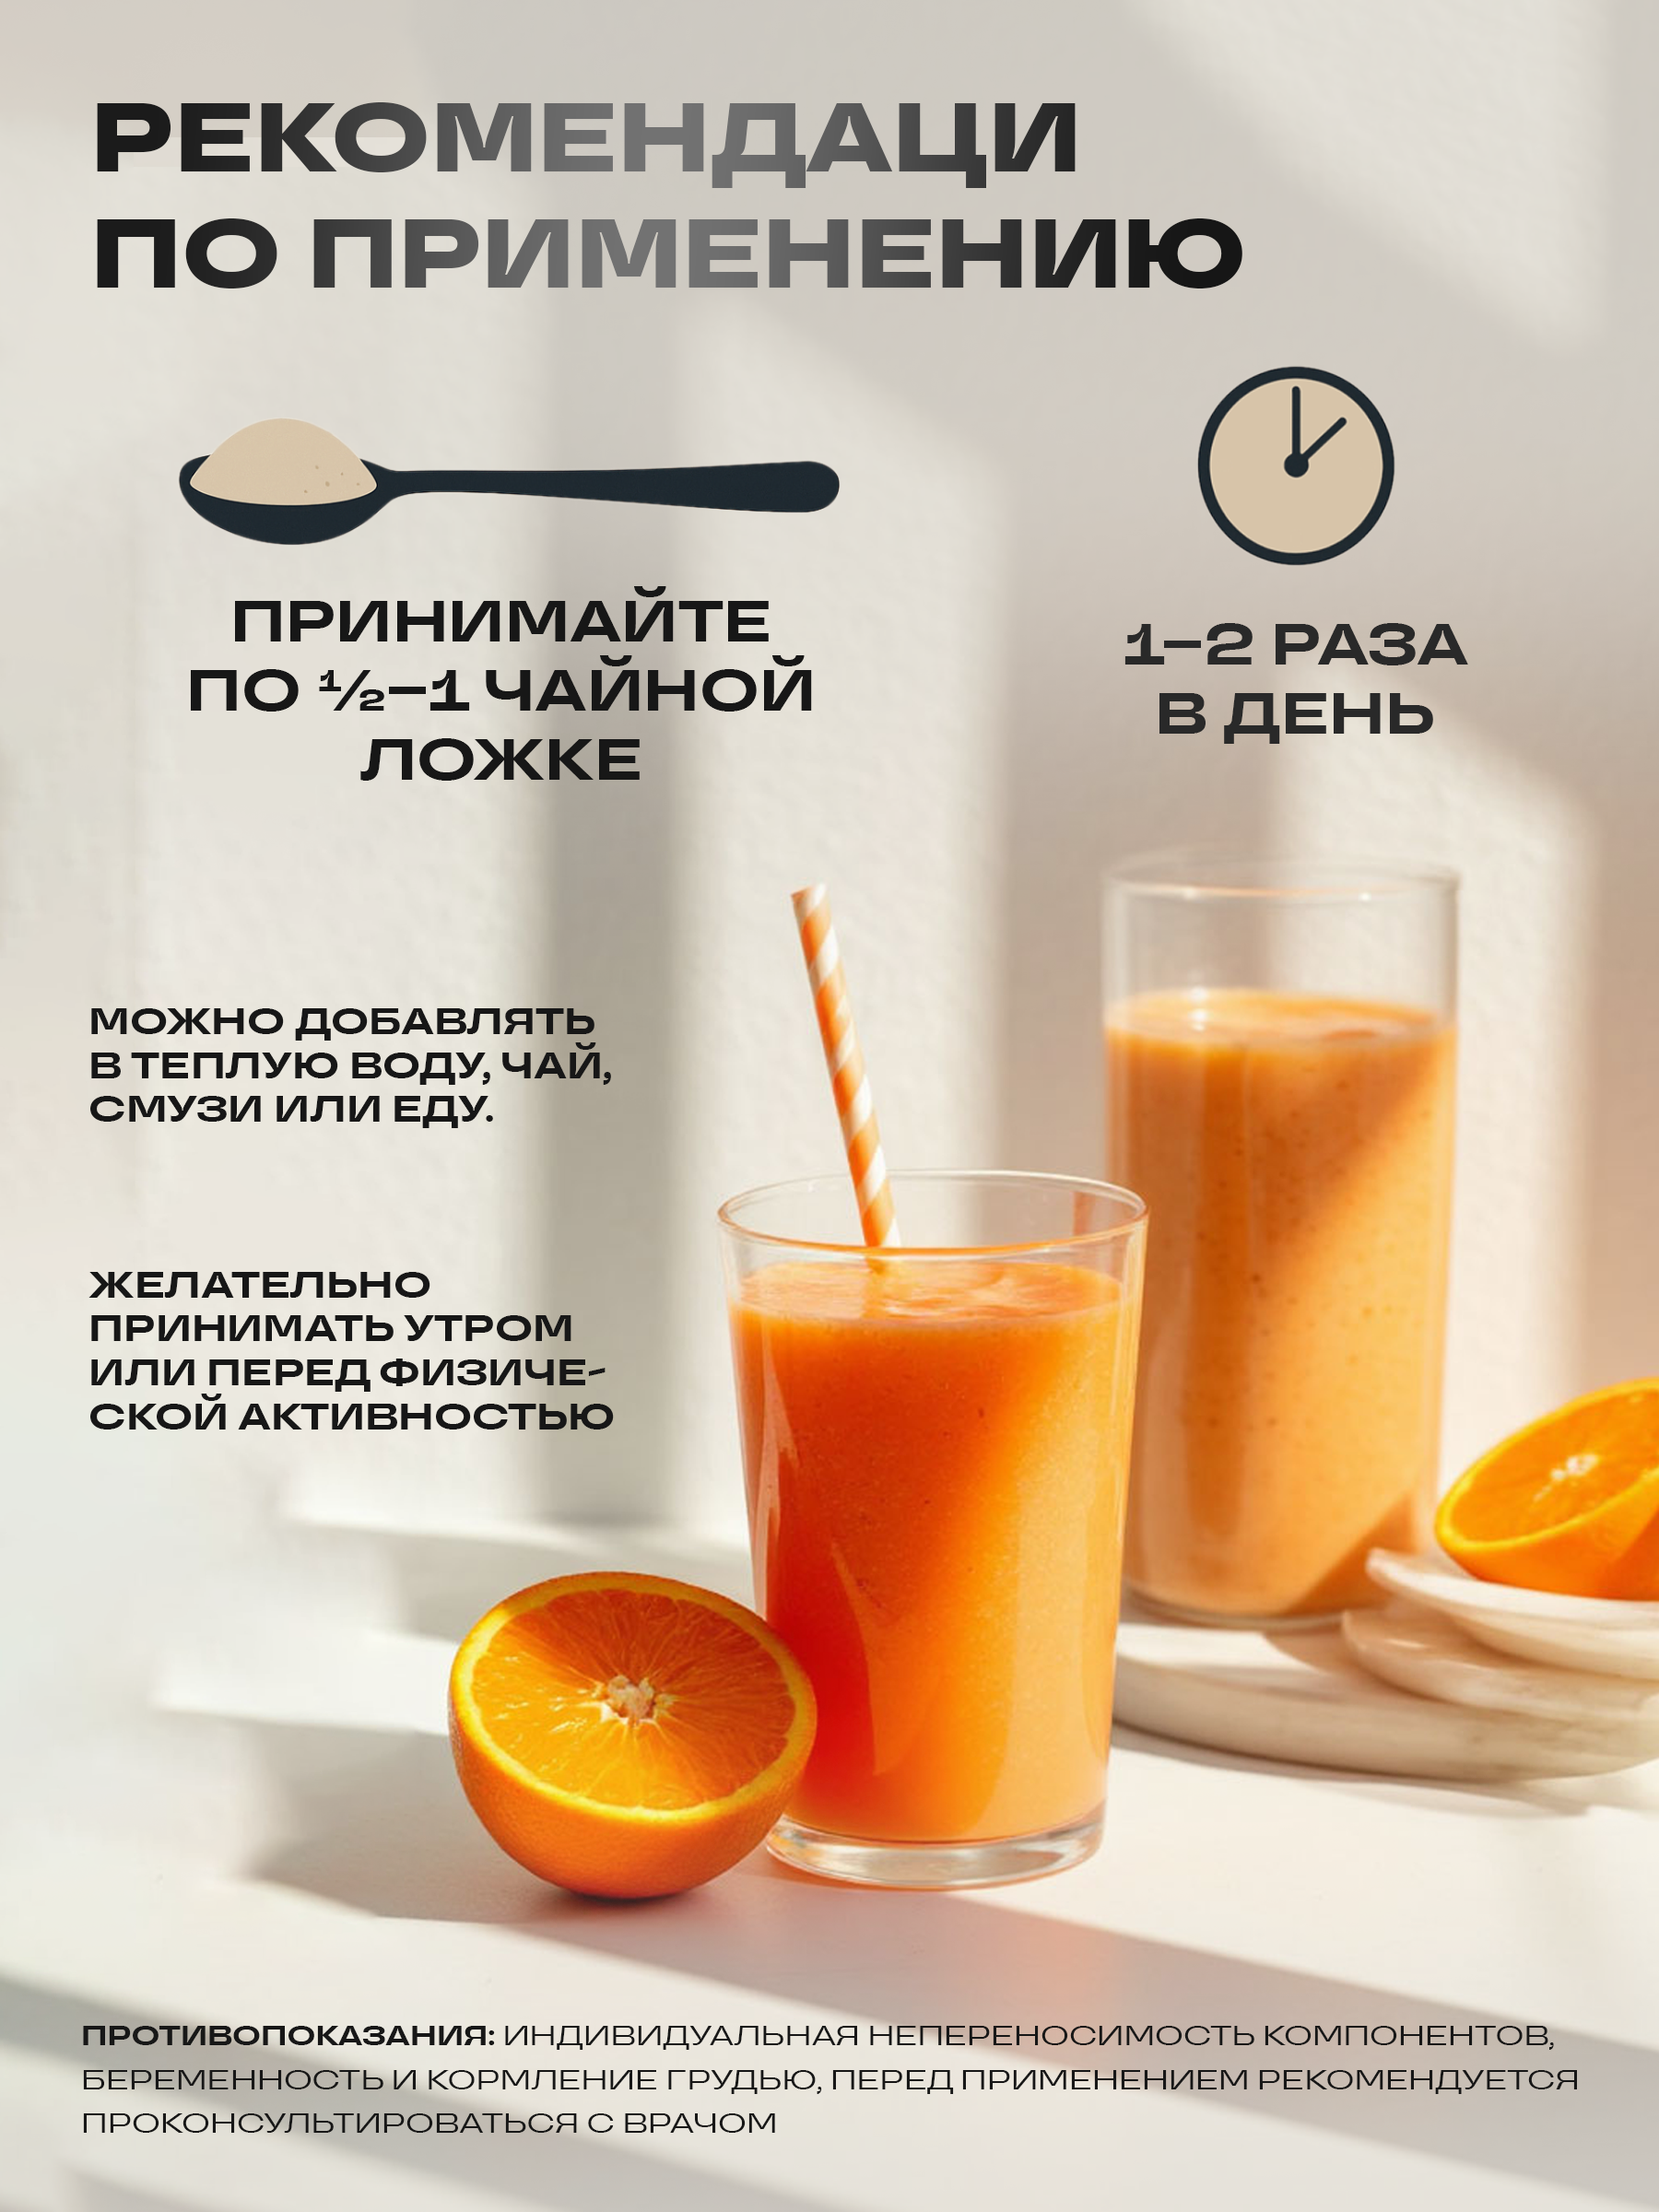 РЕКОМЕНДАЦИ
ПО ПРИМЕНЕНИЮ
ПРИНИМАЙТЕ
ПО ½–1 ЧАЙНОЙ
ЛОЖКЕ
1–2 РАЗА
В ДЕНЬ
МОЖНО ДОБАВЛЯТЬ
В ТЕПЛУЮ ВОДУ, ЧАЙ,
СМУЗИ ИЛИ ЕДУ.
ЖЕЛАТЕЛЬНО
ПРИНИМАТЬ УТРОМ
ИЛИ ПЕРЕД ФИЗИЧЕ-
СКОЙ АКТИВНОСТЬЮ
ПРОТИВОПОКАЗАНИЯ: ИНДИВИДУАЛЬНАЯ НЕПЕРЕНОСИМОСТЬ КОМПОНЕНТОВ,
БЕРЕМЕННОСТЬ И КОРМЛЕНИЕ ГРУДЬЮ, ПЕРЕД ПРИМЕНЕНИЕМ РЕКОМЕНДУЕТСЯ
ПРОКОНСУЛЬТИРОВАТЬСЯ С ВРАЧОМ